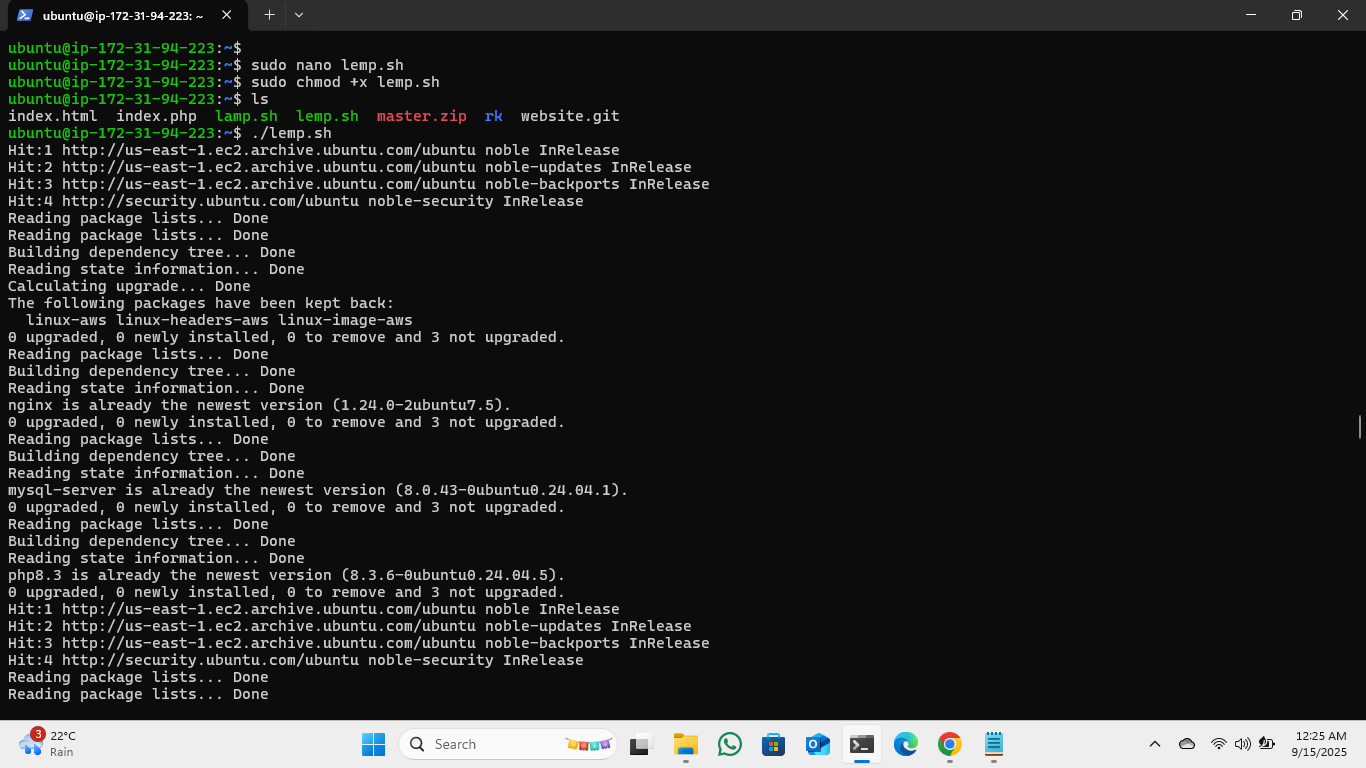 ubuntu@ip-172-31-94-223: ~
ubuntu@ip-172-31-94-223:~$
ubuntu@ip-172-31-94-223:~$ sudo nano lemp.sh
ubuntu@ip-172-31-94-223:~$ sudo chmod +x lemp.sh
ubuntu@ip-172-31-94-223:~$ ls
index.html  index.php  lamp.sh  lemp.sh  master.zip  rk  website.git
ubuntu@ip-172-31-94-223:~$ ./lemp.sh
Hit:1 http://us-east-1.ec2.archive.ubuntu.com/ubuntu noble InRelease
Hit:2 http://us-east-1.ec2.archive.ubuntu.com/ubuntu noble-updates InRelease
Hit:3 http://us-east-1.ec2.archive.ubuntu.com/ubuntu noble-backports InRelease
Hit:4 http://security.ubuntu.com/ubuntu noble-security InRelease
Reading package lists... Done
Reading package lists... Done
Building dependency tree... Done
Reading state information... Done
Calculating upgrade... Done
The following packages have been kept back:
  linux-aws linux-headers-aws linux-image-aws
0 upgraded, 0 newly installed, 0 to remove and 3 not upgraded.
Reading package lists... Done
Building dependency tree... Done
Reading state information... Done
nginx is already the newest version (1.24.0-2ubuntu7.5).
0 upgraded, 0 newly installed, 0 to remove and 3 not upgraded.
Reading package lists... Done
Building dependency tree... Done
Reading state information... Done
mysql-server is already the newest version (8.0.43-0ubuntu0.24.04.1).
0 upgraded, 0 newly installed, 0 to remove and 3 not upgraded.
Reading package lists... Done
Building dependency tree... Done
Reading state information... Done
php8.3 is already the newest version (8.3.6-0ubuntu0.24.04.5).
0 upgraded, 0 newly installed, 0 to remove and 3 not upgraded.
Hit:1 http://us-east-1.ec2.archive.ubuntu.com/ubuntu noble InRelease
Hit:2 http://us-east-1.ec2.archive.ubuntu.com/ubuntu noble-updates InRelease
Hit:3 http://us-east-1.ec2.archive.ubuntu.com/ubuntu noble-backports InRelease
Hit:4 http://security.ubuntu.com/ubuntu noble-security InRelease
Reading package lists... Done
Reading package lists... Done
3
22°C
Rain
Search
12:25 AM
9/15/2025